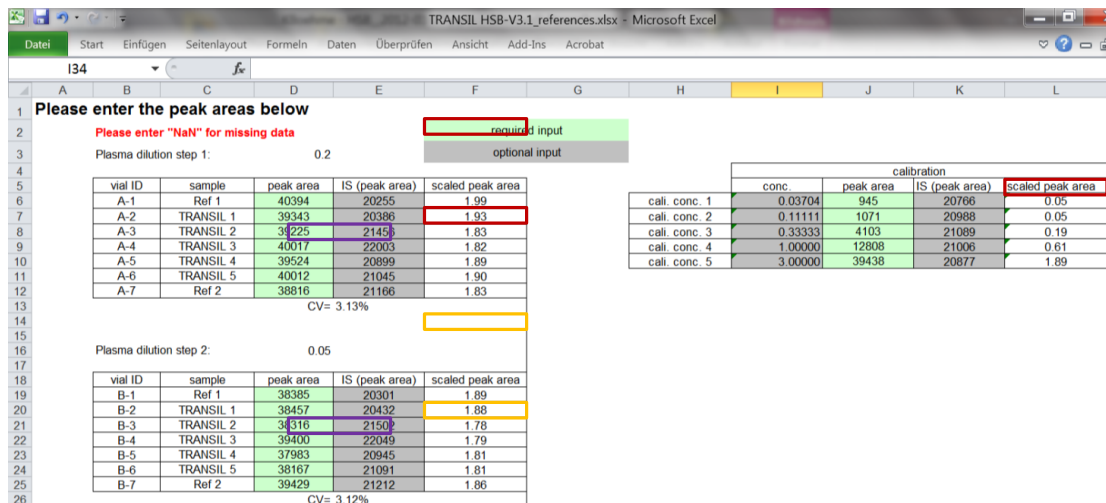 TRANSIL HSB-V3.1_references.xlsx - Microsoft Excel
Datei Start Einfügen Seitenlayout Formeln Daten Überprüfen Ansicht Add-Ins Acrobat
I34 fx
A B C D E F G H I J K L
1 Please enter the peak areas below
2 Please enter "NaN" for missing data required input
3 Plasma dilution step 1: 0.2 optional input
4 calibration
5 vial ID sample peak area IS (peak area) scaled peak area conc. peak area IS (peak area) scaled peak area
6 A-1 Ref 1 40394 20255 1.99 cali. conc. 1 0.03704 945 20766 0.05
7 A-2 TRANSIL 1 39343 20386 1.93 cali. conc. 2 0.11111 1071 20988 0.05
8 A-3 TRANSIL 2 39225 21456 1.83 cali. conc. 3 0.33333 4103 21089 0.19
9 A-4 TRANSIL 3 40017 22003 1.82 cali. conc. 4 1.00000 12808 21006 0.61
10 A-5 TRANSIL 4 39524 20899 1.89 cali. conc. 5 3.00000 39438 20877 1.89
11 A-6 TRANSIL 5 40012 21045 1.90
12 A-7 Ref 2 38816 21166 1.83
13 CV= 3.13%
14
15
16 Plasma dilution step 2: 0.05
17
18 vial ID sample peak area IS (peak area) scaled peak area
19 B-1 Ref 1 38385 20301 1.89
20 B-2 TRANSIL 1 38457 20432 1.88
21 B-3 TRANSIL 2 38316 21502 1.78
22 B-4 TRANSIL 3 39400 22049 1.79
23 B-5 TRANSIL 4 37983 20945 1.81
24 B-6 TRANSIL 5 38167 21091 1.81
25 B-7 Ref 2 39429 21212 1.86
26 CV= 3.12%